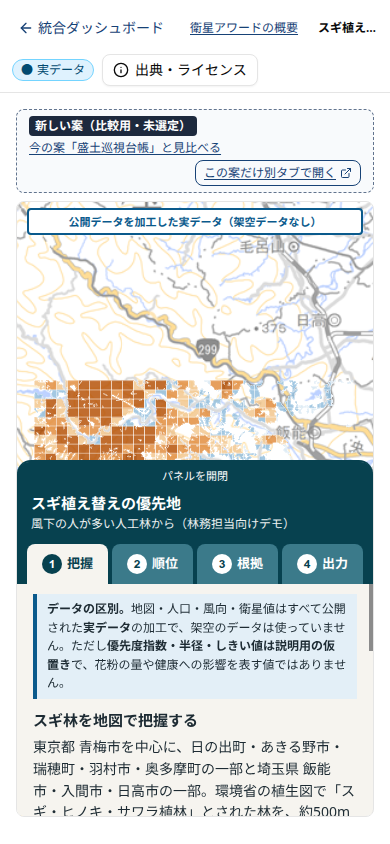 ← 統合ダッシュボード 衛星アワードの概要 スギ植え...
実データ 出典・ライセンス
新しい案（比較用・未選定）
今の案「盛土巡視台帳」と見比べる
この案だけ別タブで開く
公開データを加工した実データ（架空データなし）
毛呂山
日高
•375
299
飯能
パネルを開閉
スギ植え替えの優先地
風下の人が多い人工林から（林務担当向けデモ）
1 把握 2 順位 3 根拠 4 出力
データの区別。地図・人口・風向・衛星値はすべて公開
された実データの加工で、架空のデータは使っていませ
ん。ただし優先度指数・半径・しきい値は説明用の仮
置きで、花粉の量や健康への影響を表す値ではありませ
ん。
スギ林を地図で把握する
東京都 青梅市を中心に、日の出町・あきる野市・
瑞穂町・羽村市・奥多摩町の一部と埼玉県 飯能
市・入間市・日高市の一部。環境省の植生図で「ス
ギ・ヒノキ・サワラ植林」とされた林を、約500m